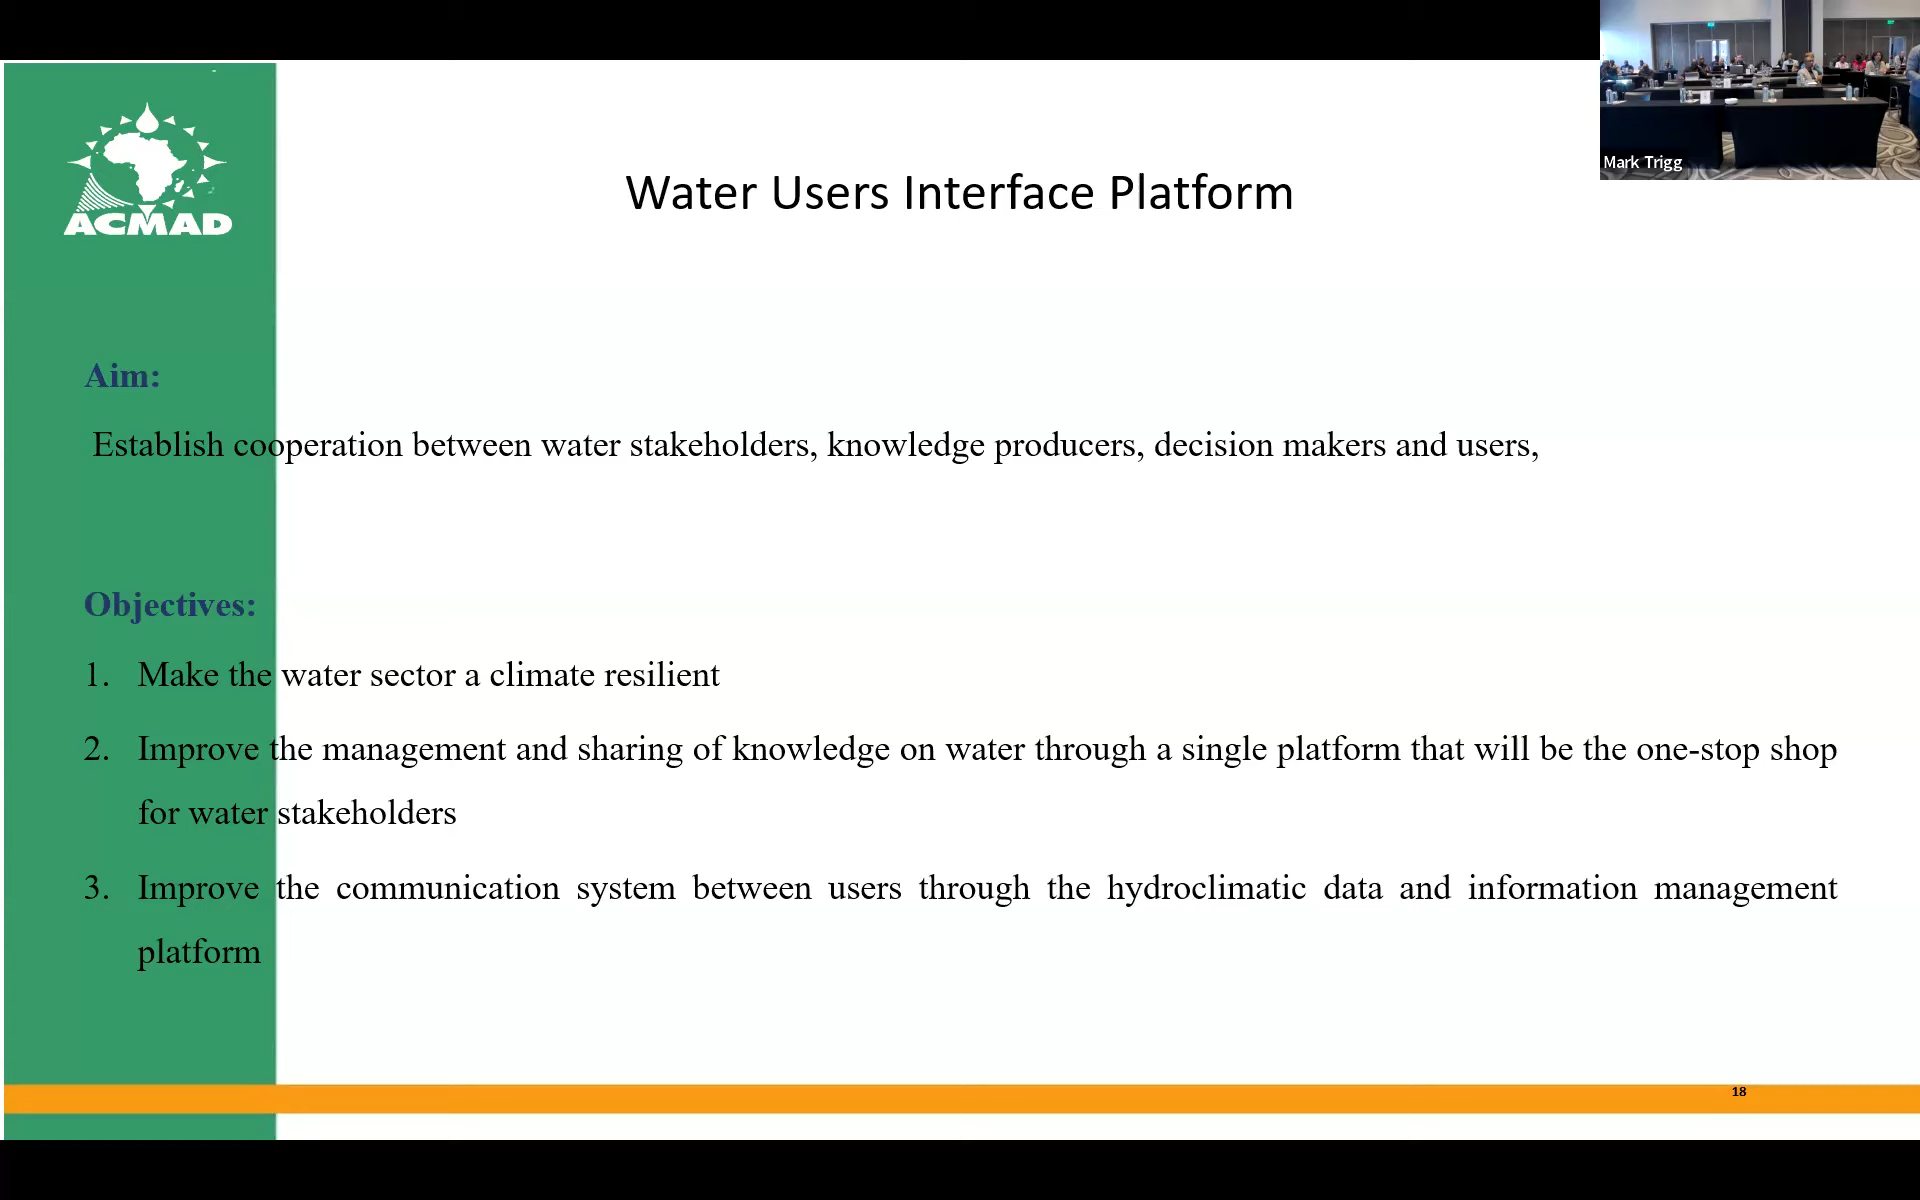 Mark Trigg
ACMAD
Water Users Interface Platform
Aim:
Establish cooperation between water stakeholders, knowledge producers, decision makers and users,
Objectives:
1. Make the water sector a climate resilient
2. Improve the management and sharing of knowledge on water through a single platform that will be the one-stop shop
for water stakeholders
3. Improve the communication system between users through the hydroclimatic data and information management
platform
18